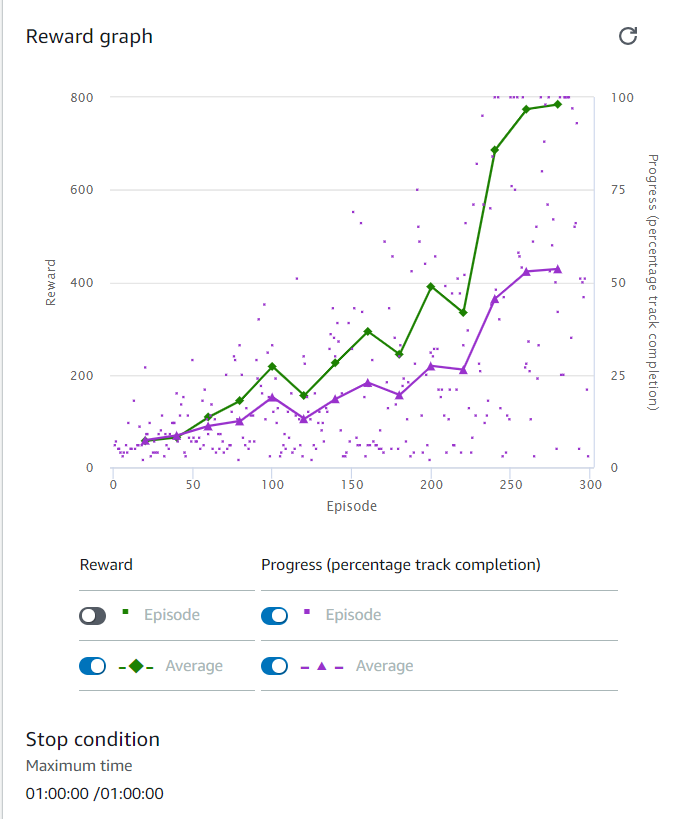 Reward graph
800
600
400
200
0
Reward
100
75
50
25
0
Progress (percentage track completion)
0
50
100
150
200
250
300
Episode
Reward
Progress (percentage track completion)
Episode
Episode
Average
Average
Stop condition
Maximum time
01:00:00 /01:00:00